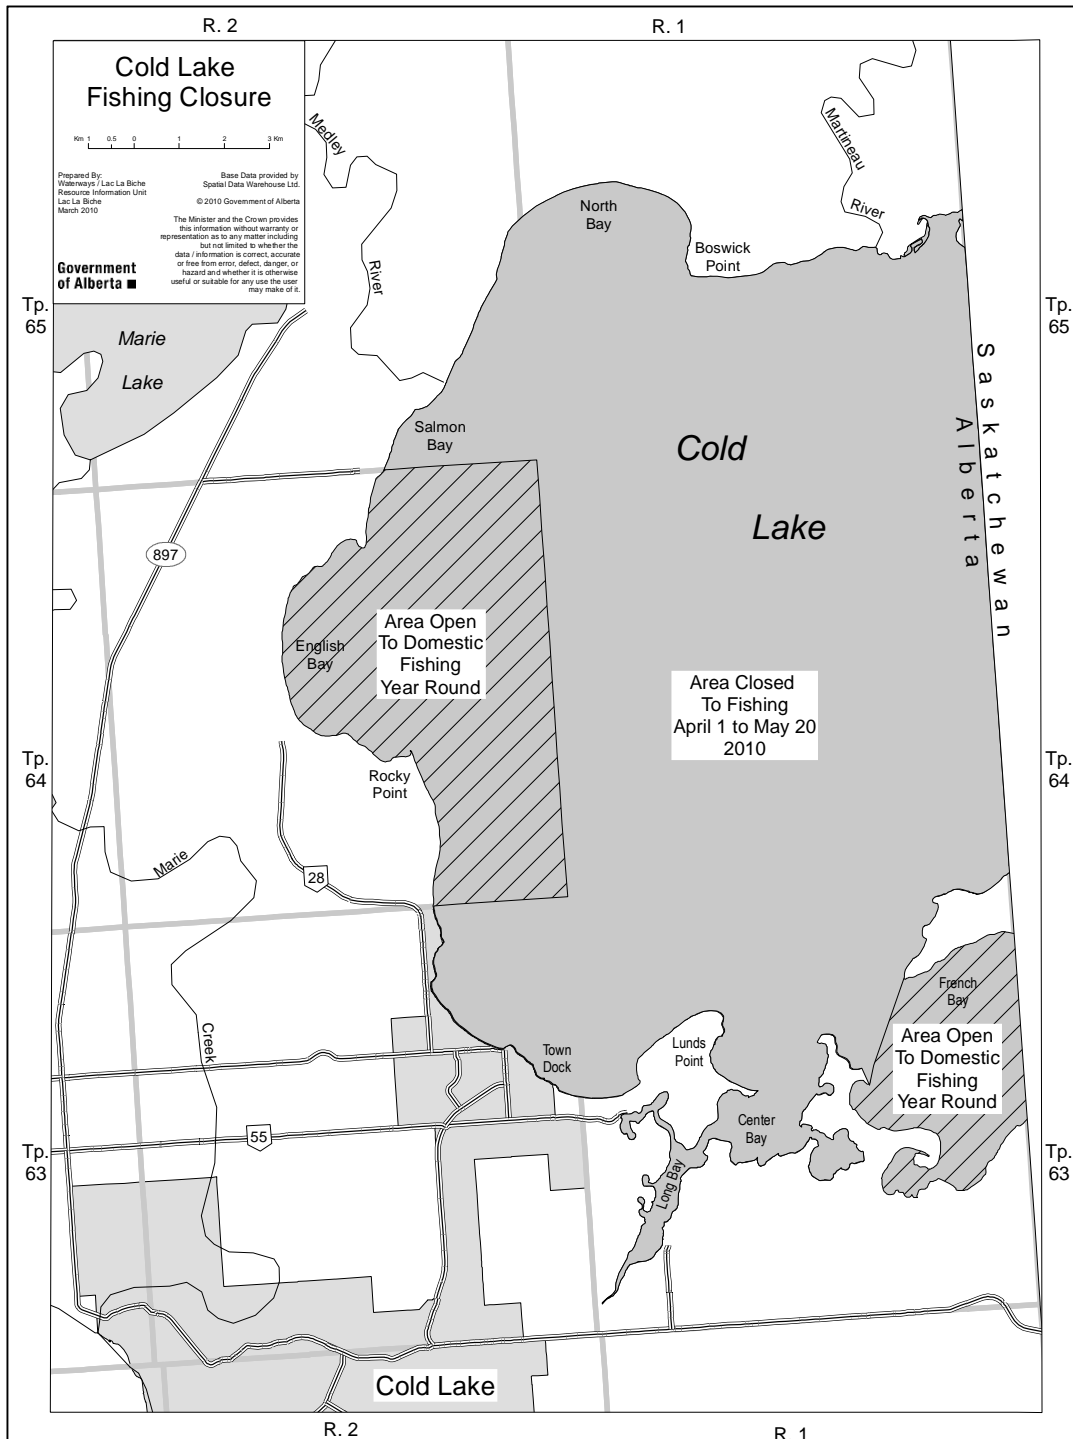 R. 2
R. 1
Cold Lake
Fishing Closure
Km 1 0.5 0 1 2 3 Km
Prepared By:
Waterways / Lac La Biche
Resource Information Unit
Lac La Biche
March 2010
Base Data provided by
Spatial Data Warehouse Ltd.
© 2010 Government of Alberta
The Minister and the Crown provides
this information without warranty or
representation as to any matter including
but not limited to whether the
data / information is correct, accurate
or free from error, defect, danger, or
hazard and whether it is otherwise
useful or suitable for any use the user
may make of it.
Government
of Alberta
Medley
River
Martineau
River
North
Bay
Boswick
Point
Tp.
65
Tp.
65
Marie
Lake
Saskatchewan
Alberta
Salmon
Bay
Cold
Lake
897
English
Bay
Area Open
To Domestic
Fishing
Year Round
Area Closed
To Fishing
April 1 to May 20
2010
Tp.
64
Tp.
64
Rocky
Point
Marie
Creek
28
French
Bay
Area Open
To Domestic
Fishing
Year Round
Town
Dock
Lunds
Point
Center
Bay
Long Bay
55
Tp.
63
Tp.
63
Cold Lake
R. 2
R. 1